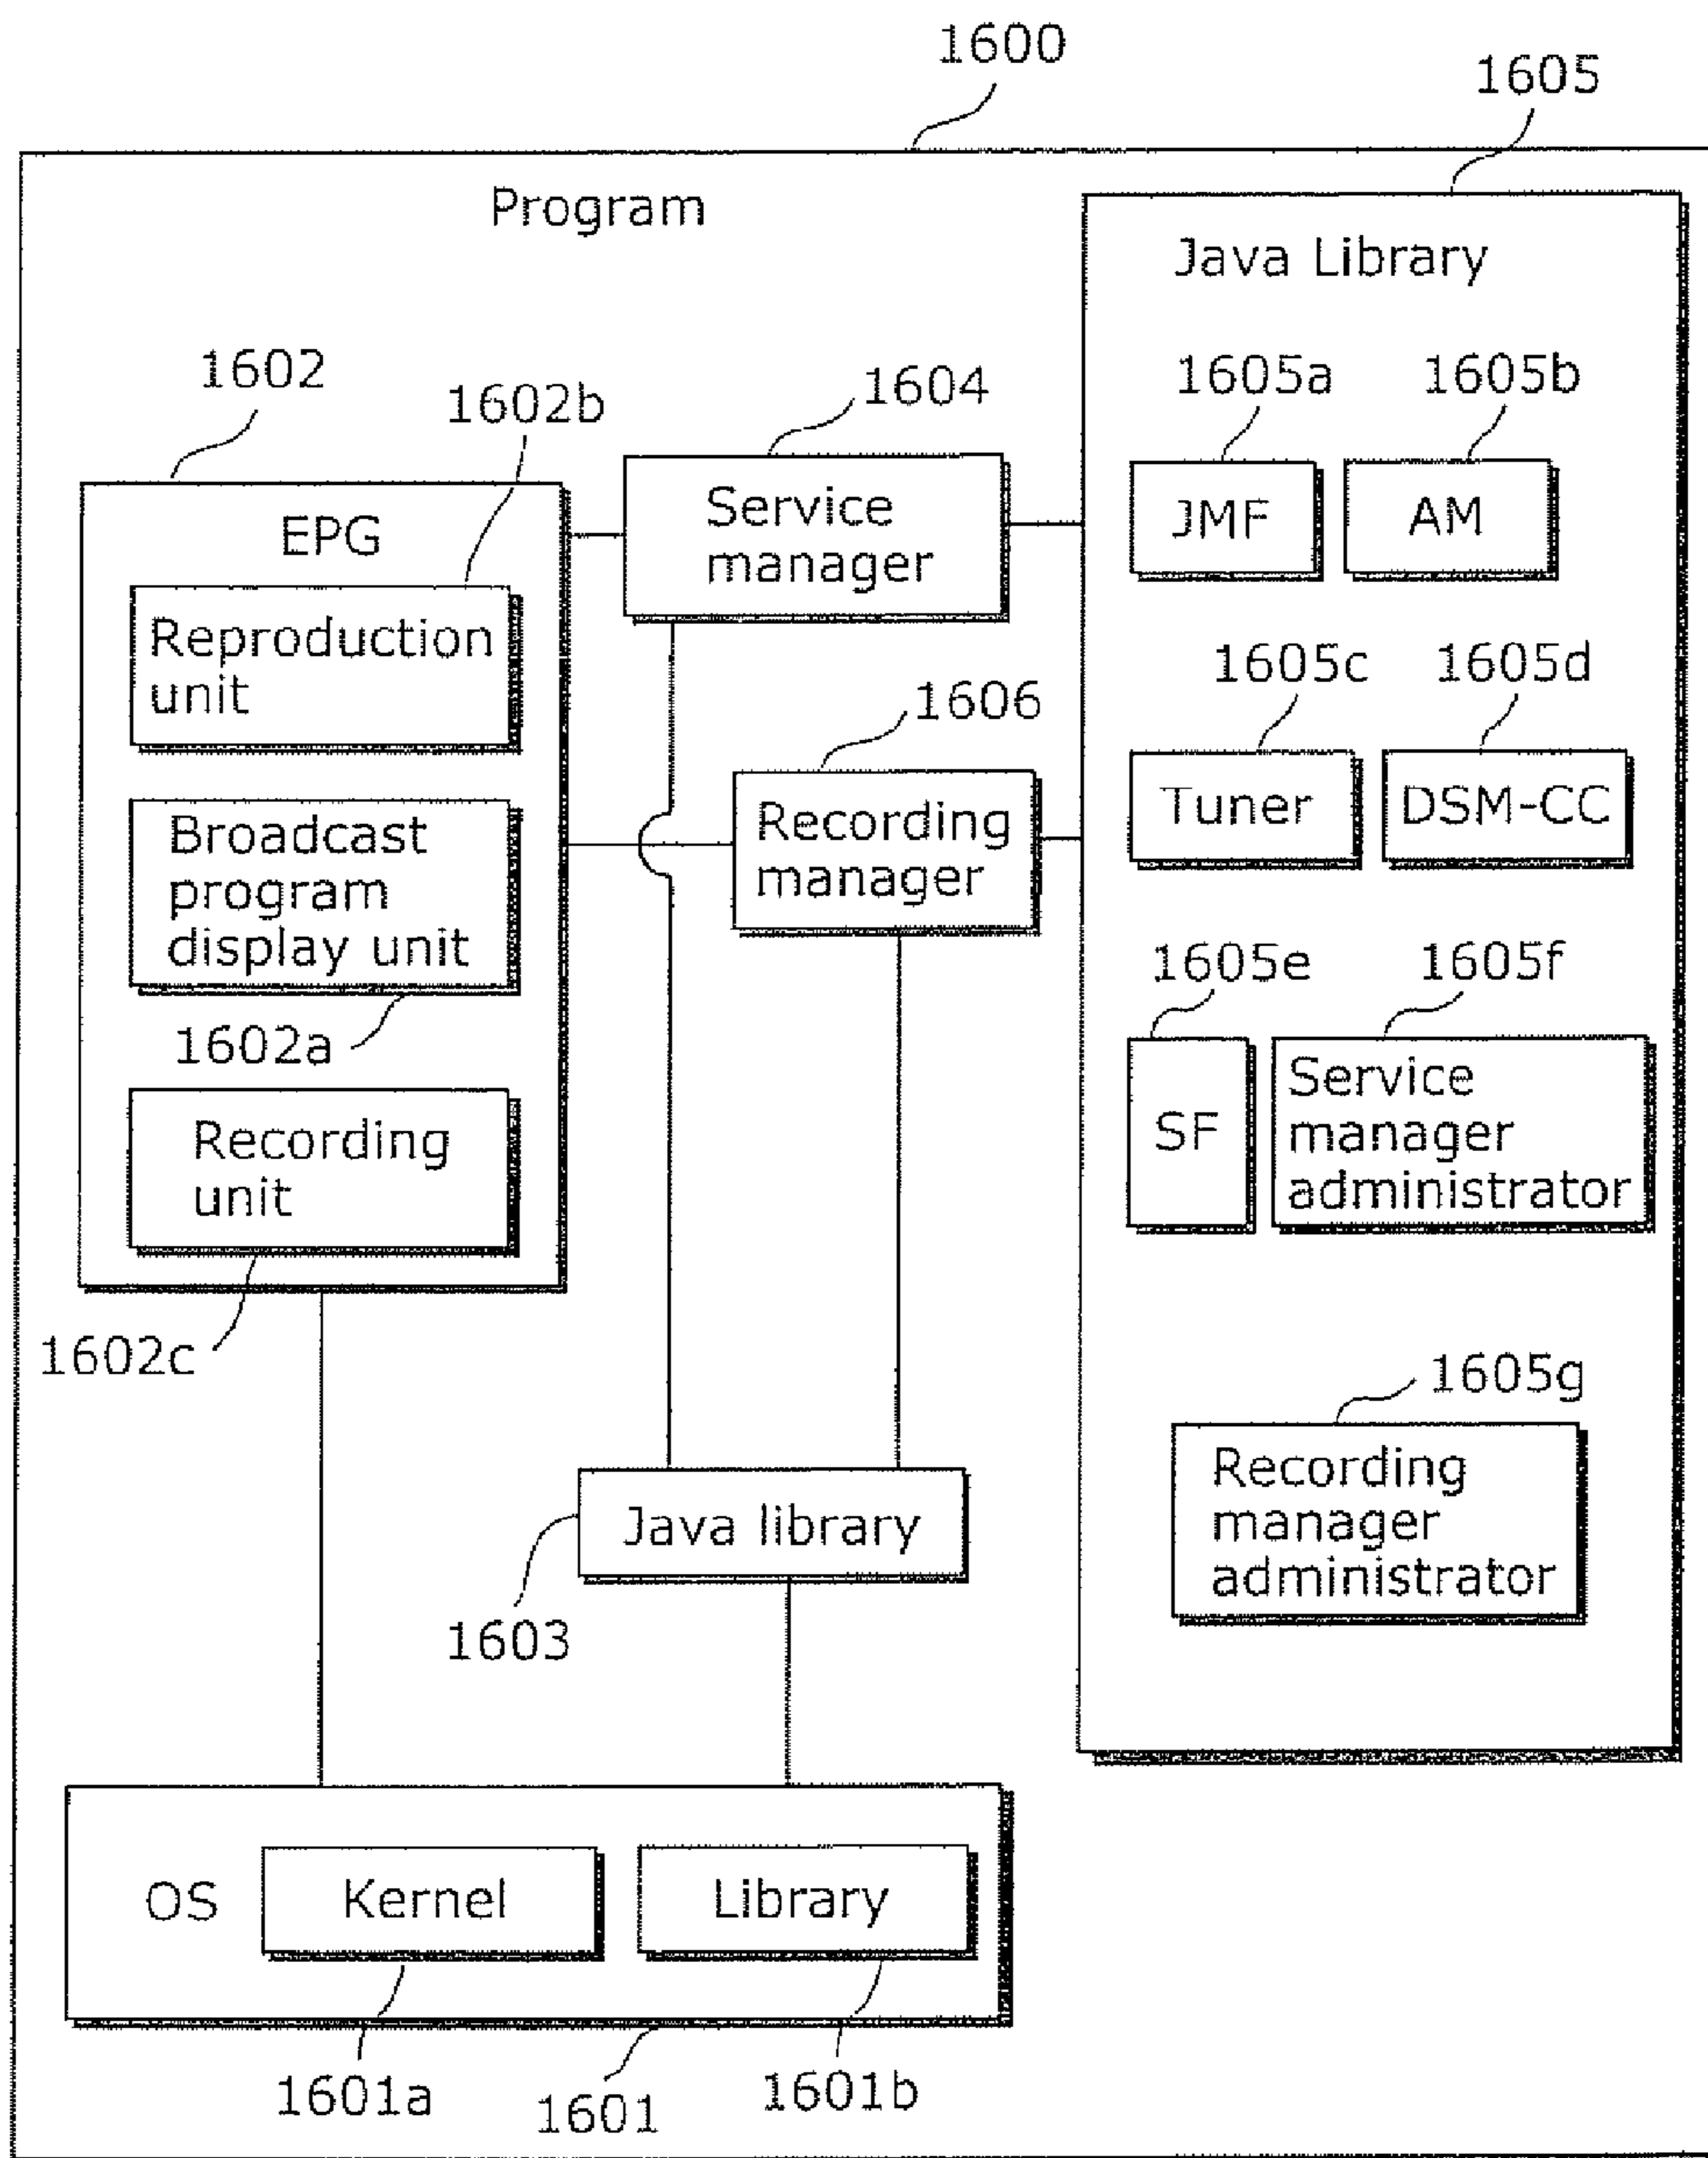 1600
1605
Program
Java Library
1602
1602b
1604
1605a
1605b
EPG
Service
manager
JMF
AM
Reproduction
unit
1605c
1605d
1606
Tuner
DSM-CC
Broadcast
program
display unit
Recording
manager
1602a
1605e
1605f
SF
Service
manager
administrator
Recording
unit
1602c
1605g
Recording
manager
administrator
Java library
1603
OS
Kernel
Library
1601a
1601
1601b